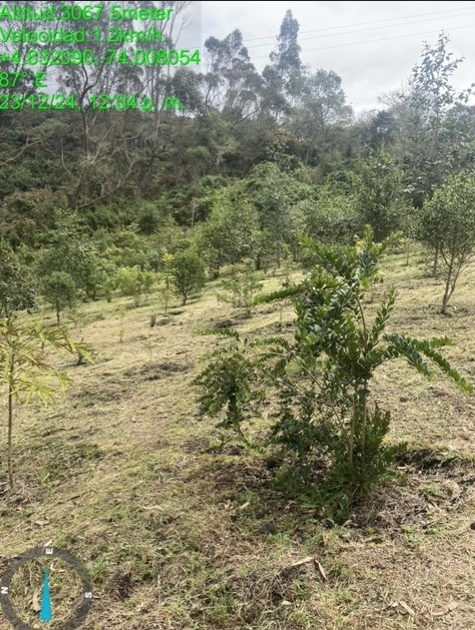 Altitud 3067.5meter
Velocidad 1.2km/h
+4.832090,-74.008054
87° E
23/12/24, 12:04 p. m.
E
N
S